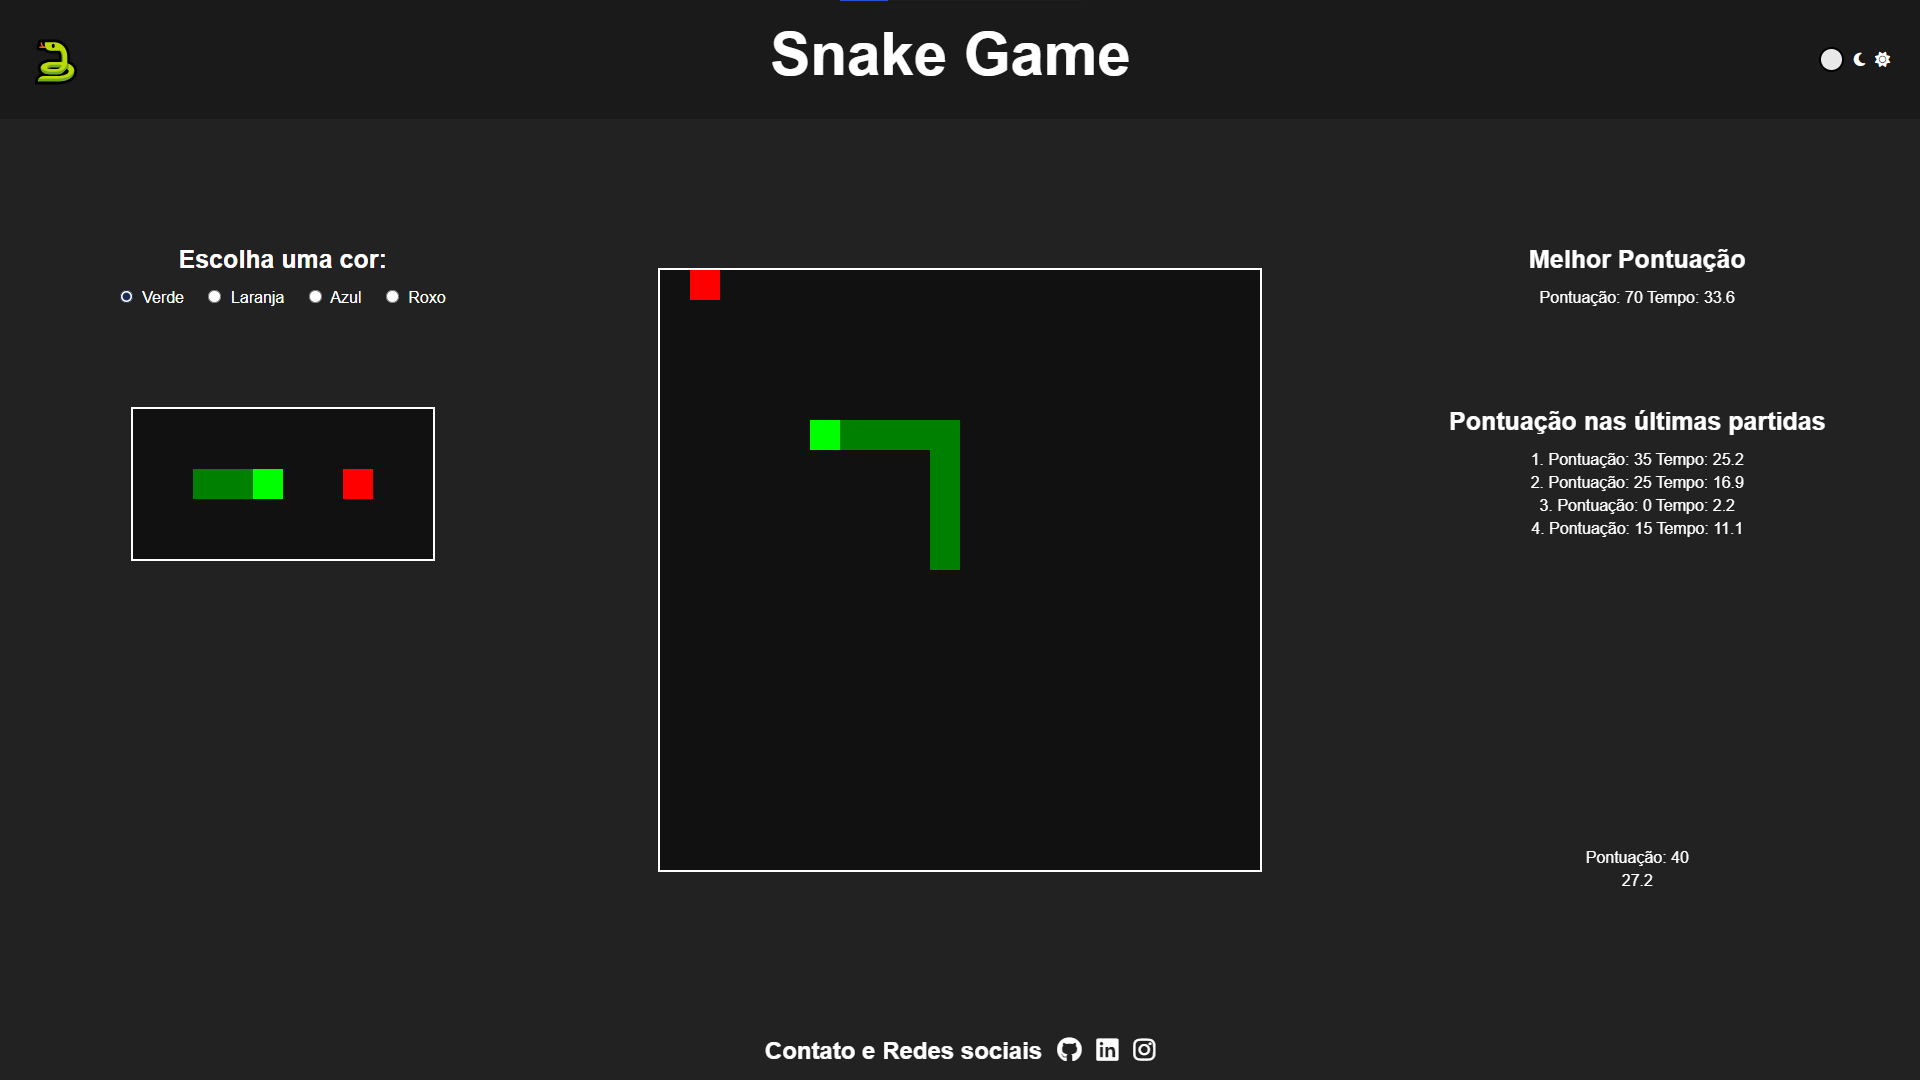 Snake Game
Escolha uma cor:
Verde Laranja Azul Roxo
Melhor Pontuação
Pontuação: 70 Tempo: 33.6
Pontuação nas últimas partidas
1. Pontuação: 35 Tempo: 25.2
2. Pontuação: 25 Tempo: 16.9
3. Pontuação: 0 Tempo: 2.2
4. Pontuação: 15 Tempo: 11.1
Pontuação: 40
27.2
Contato e Redes sociais